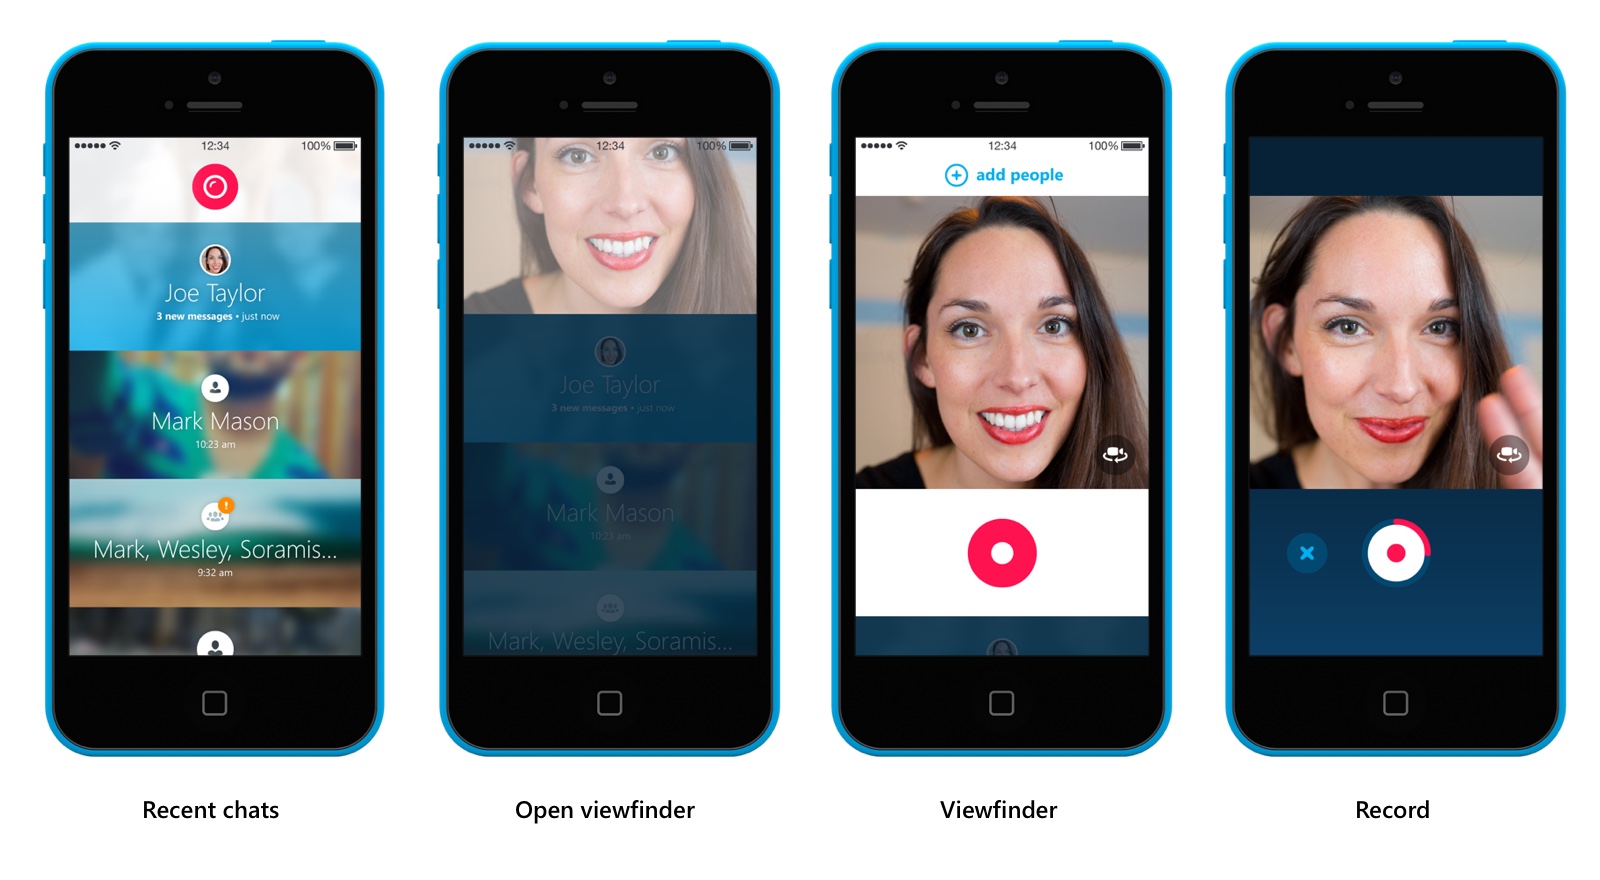 12:34
100%
Joe Taylor
3 new messages • just now
Mark Mason
10:23 am
Mark, Wesley, Soramis...
9:32 am
12:34
100%
Joe Taylor
3 new messages • just now
Mark Mason
10:23 am
Mark, Wesley, Soramis...
12:34
100%
add people
Recent chats
Open viewfinder
Viewfinder
Record